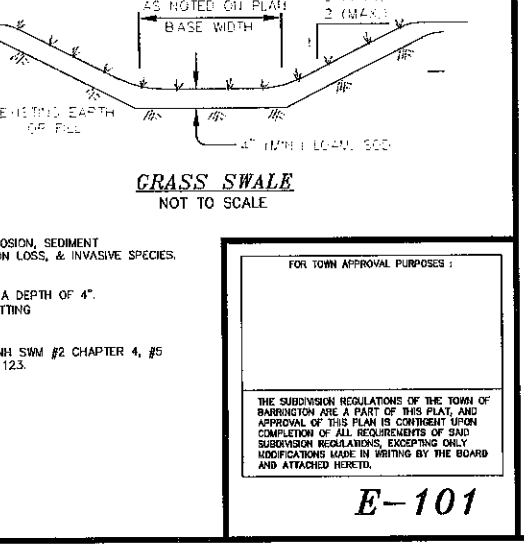 AS NOTED ON PLAN
BASE WIDTH
2 (MAX.)
1
EXISTING EARTH
OR FILL
4" (MIN.) LOAM, SOD
GRASS SWALE
NOT TO SCALE
OSION, SEDIMENT
ON LOSS, & INVASIVE SPECIES.
A DEPTH OF 4".
TTING
NH SWM #2 CHAPTER 4, #5
123.
FOR TOWN APPROVAL PURPOSES :
THE SUBDIVISION REGULATIONS OF THE TOWN OF
BARRINGTON ARE A PART OF THIS PLAT, AND
APPROVAL OF THIS PLAN IS CONTIGENT UPON
COMPLETION OF ALL REQUIREMENTS OF SAID
SUBDIVISION REGULATIONS, EXCEPTING ONLY
MODIFICATIONS MADE IN WRITING BY THE BOARD
AND ATTACHED HERETO.
E-101